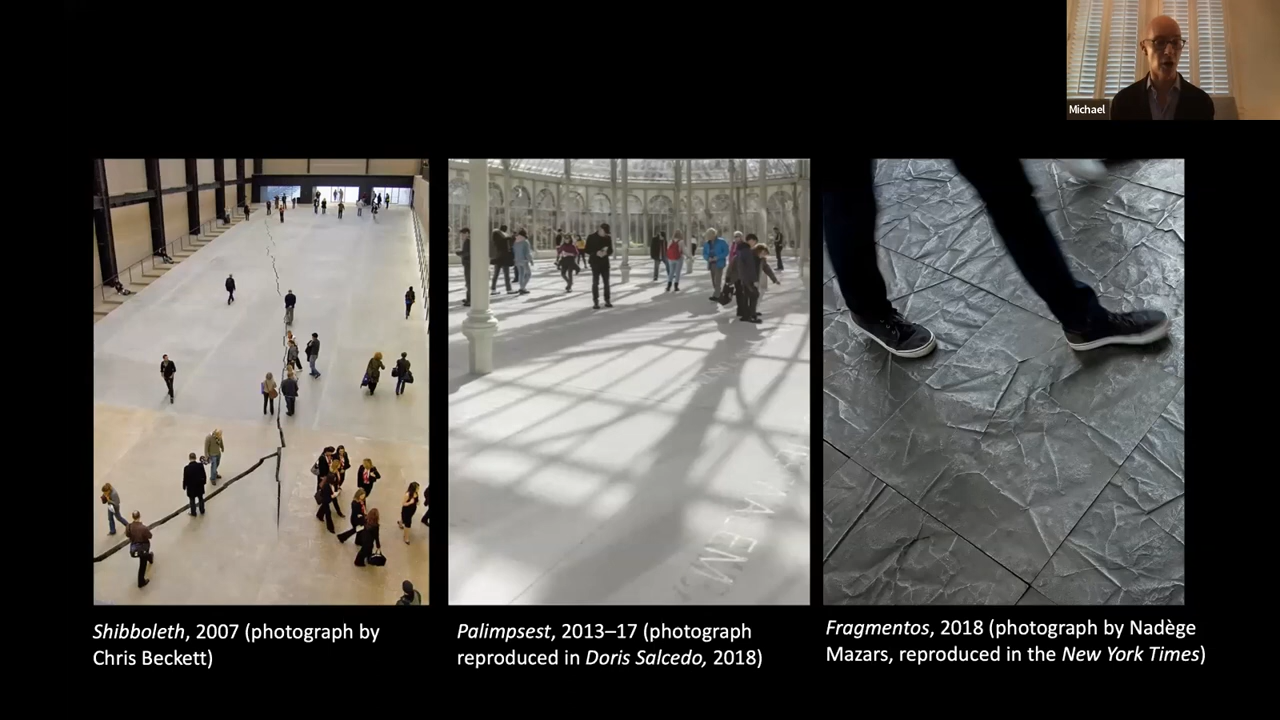 Michael
Shibboleth, 2007 (photograph by
Chris Beckett)
Palimpsest, 2013–17 (photograph
reproduced in Doris Salcedo, 2018)
Fragmentos, 2018 (photograph by Nadège
Mazars, reproduced in the New York Times)